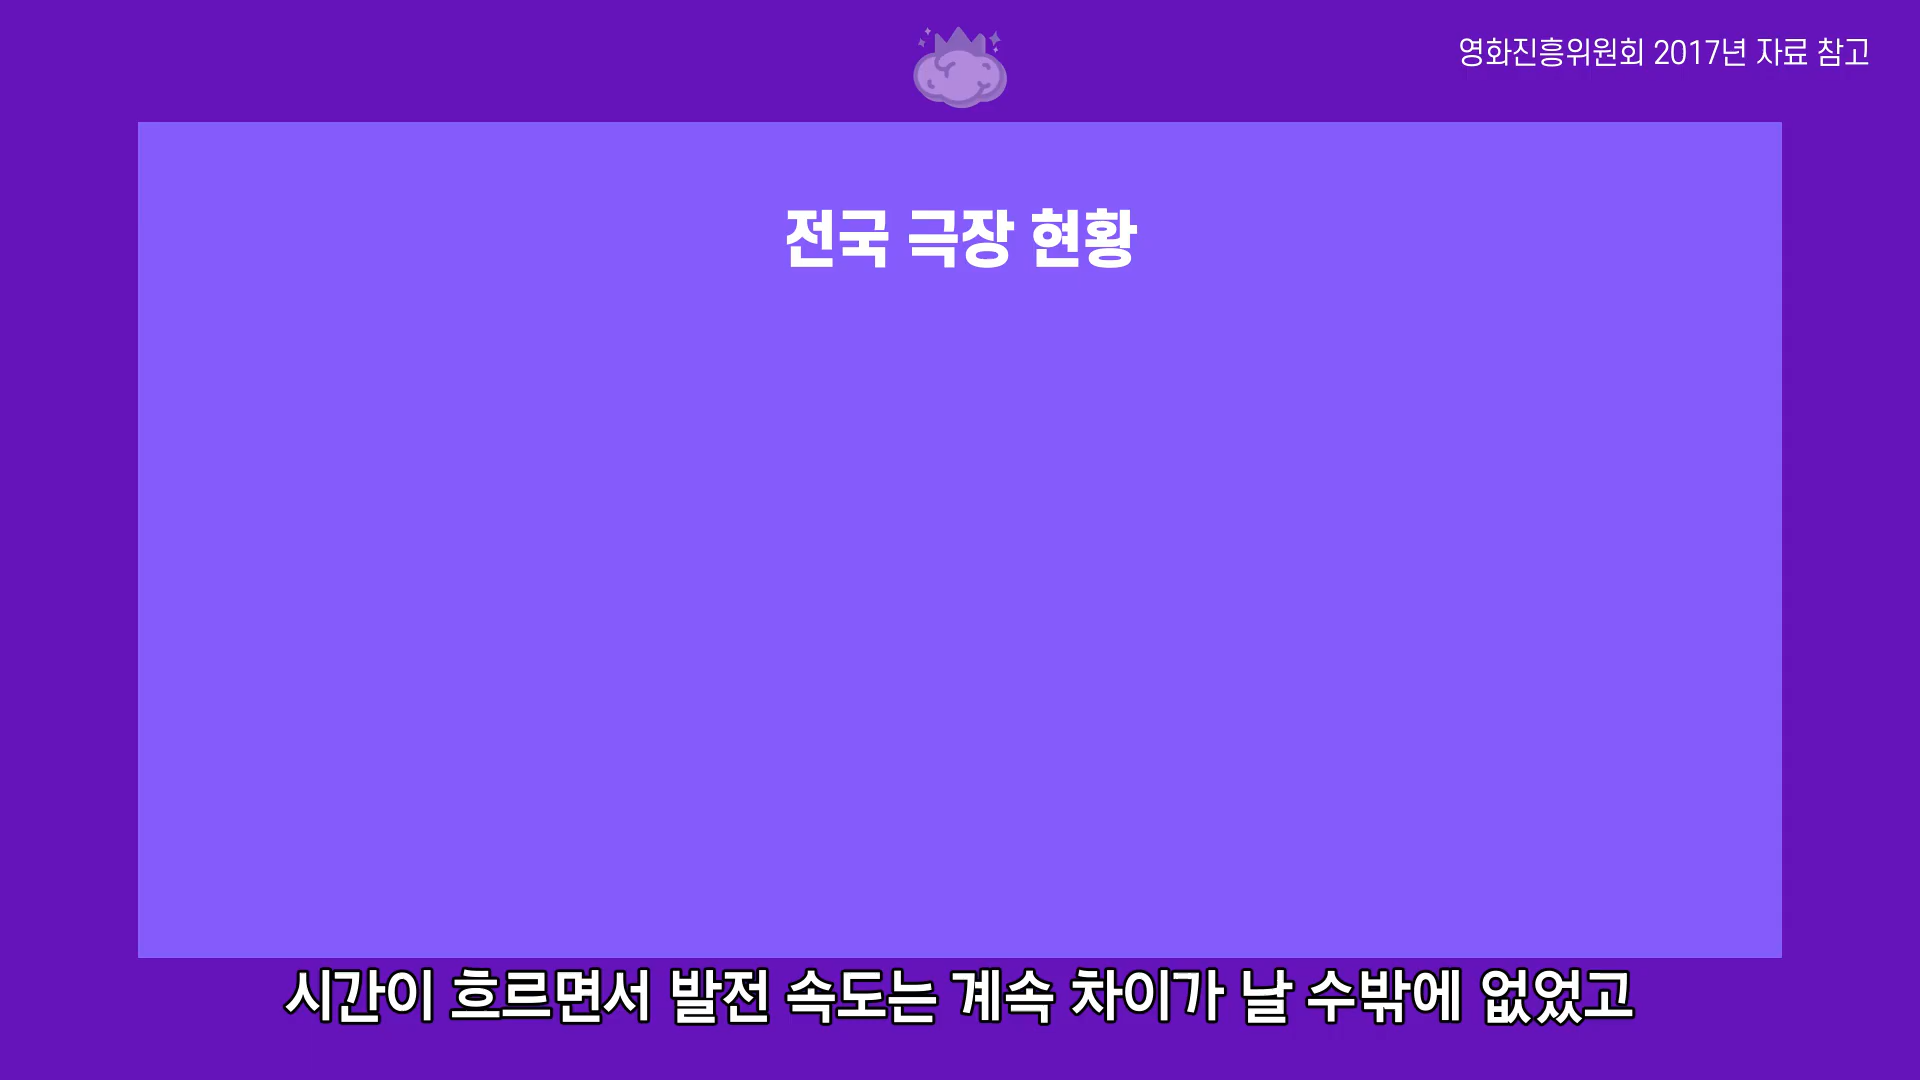 영화진흥위원회 2017년 자료 참고
전국 극장 현황
시간이 흐르면서 발전 속도는 계속 차이가 날 수밖에 없었고